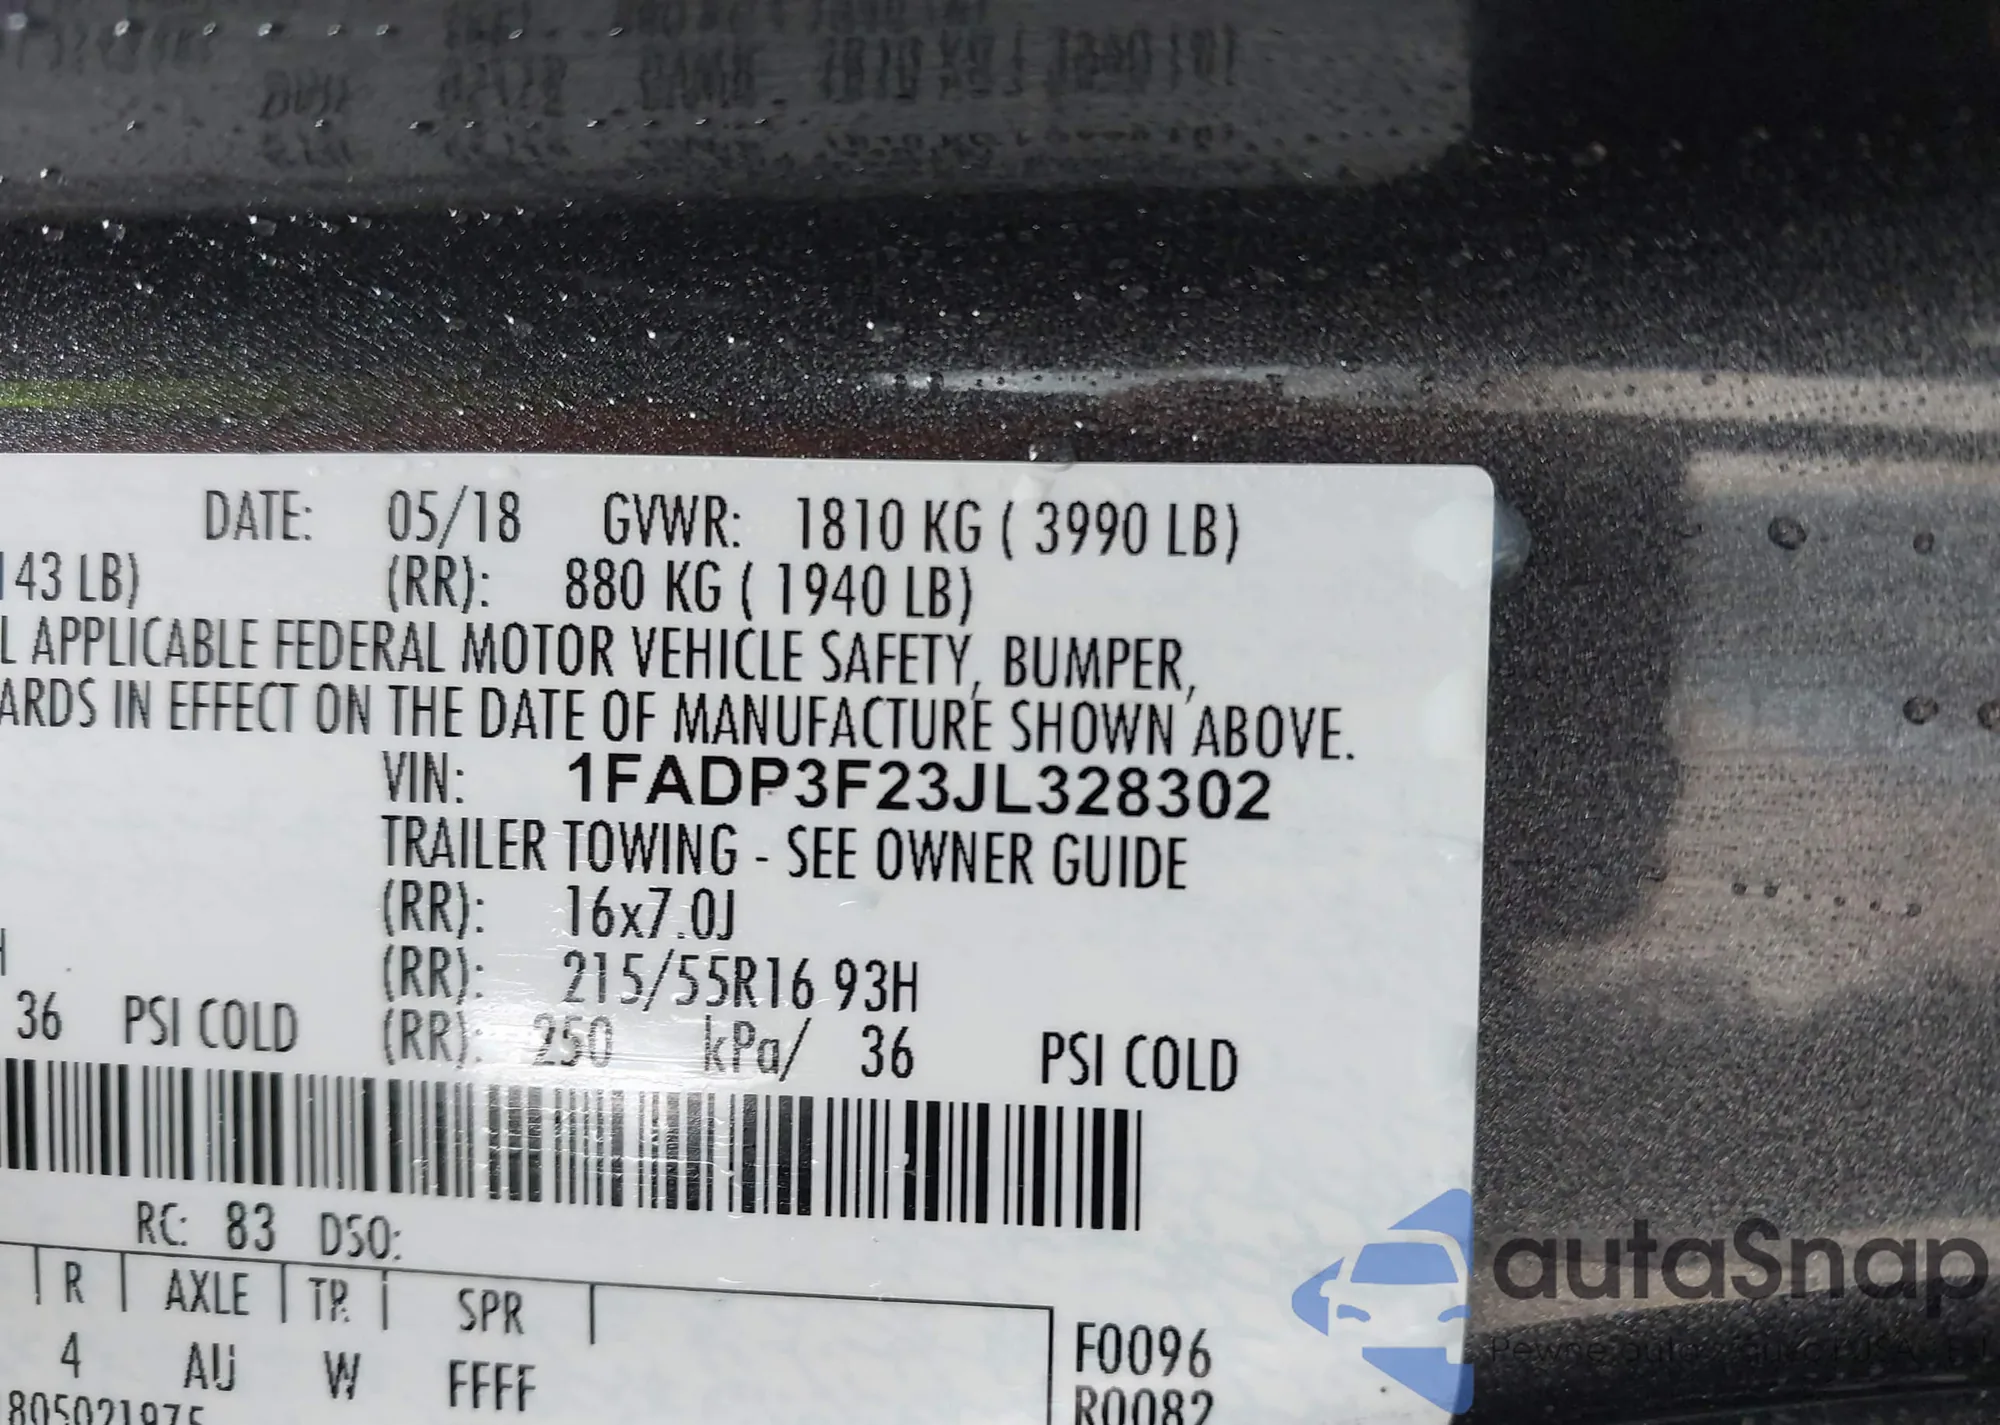 DATE: 05/18 GVWR: 1810 KG ( 3990 LB)
143 LB) (RR): 880 KG ( 1940 LB)
L APPLICABLE FEDERAL MOTOR VEHICLE SAFETY, BUMPER,
ARDS IN EFFECT ON THE DATE OF MANUFACTURE SHOWN ABOVE.
VIN: 1FADP3F23JL328302
TRAILER TOWING - SEE OWNER GUIDE
(RR): 16x7.0J
H (RR): 215/55R16 93H
36 PSI COLD (RR): 250 kPa/ 36 PSI COLD
RC: 83 DSO:
R AXLE TR SPR
4 AU W FFFF
F0096
R0082
1805021975
autaSnap